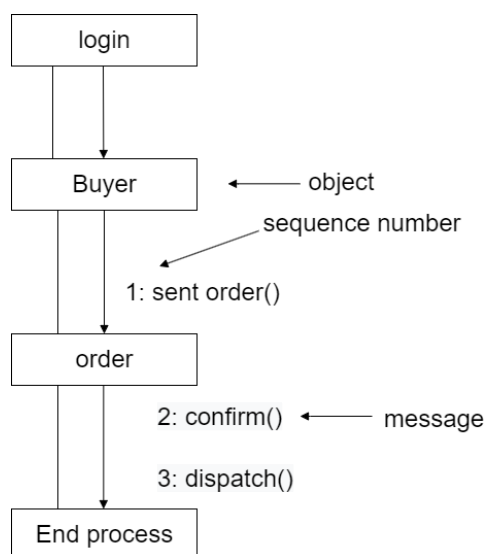 login
Buyer
object
sequence number
1: sent order()
order
2: confirm()
message
3: dispatch()
End process